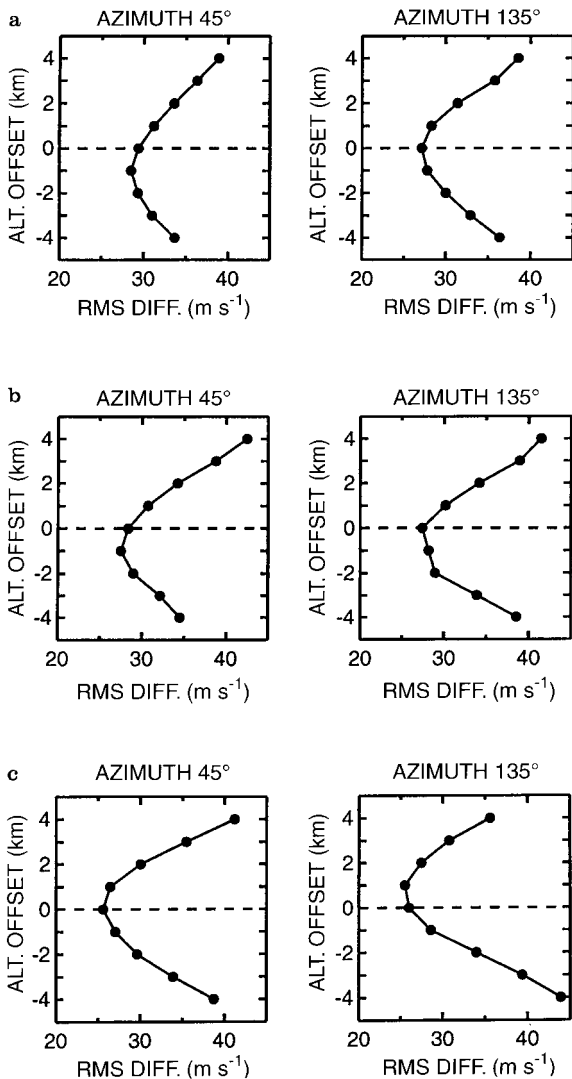 a
AZIMUTH 45° AZIMUTH 135°
ALT. OFFSET (km) 4 2 0 -2 -4
ALT. OFFSET (km) 4 2 0 -2 -4
20 30 40 20 30 40
RMS DIFF. (m s⁻¹) RMS DIFF. (m s⁻¹)
b
AZIMUTH 45° AZIMUTH 135°
ALT. OFFSET (km) 4 2 0 -2 -4
ALT. OFFSET (km) 4 2 0 -2 -4
20 30 40 20 30 40
RMS DIFF. (m s⁻¹) RMS DIFF. (m s⁻¹)
c
AZIMUTH 45° AZIMUTH 135°
ALT. OFFSET (km) 4 2 0 -2 -4
ALT. OFFSET (km) 4 2 0 -2 -4
20 30 40 20 30 40
RMS DIFF. (m s⁻¹) RMS DIFF. (m s⁻¹)